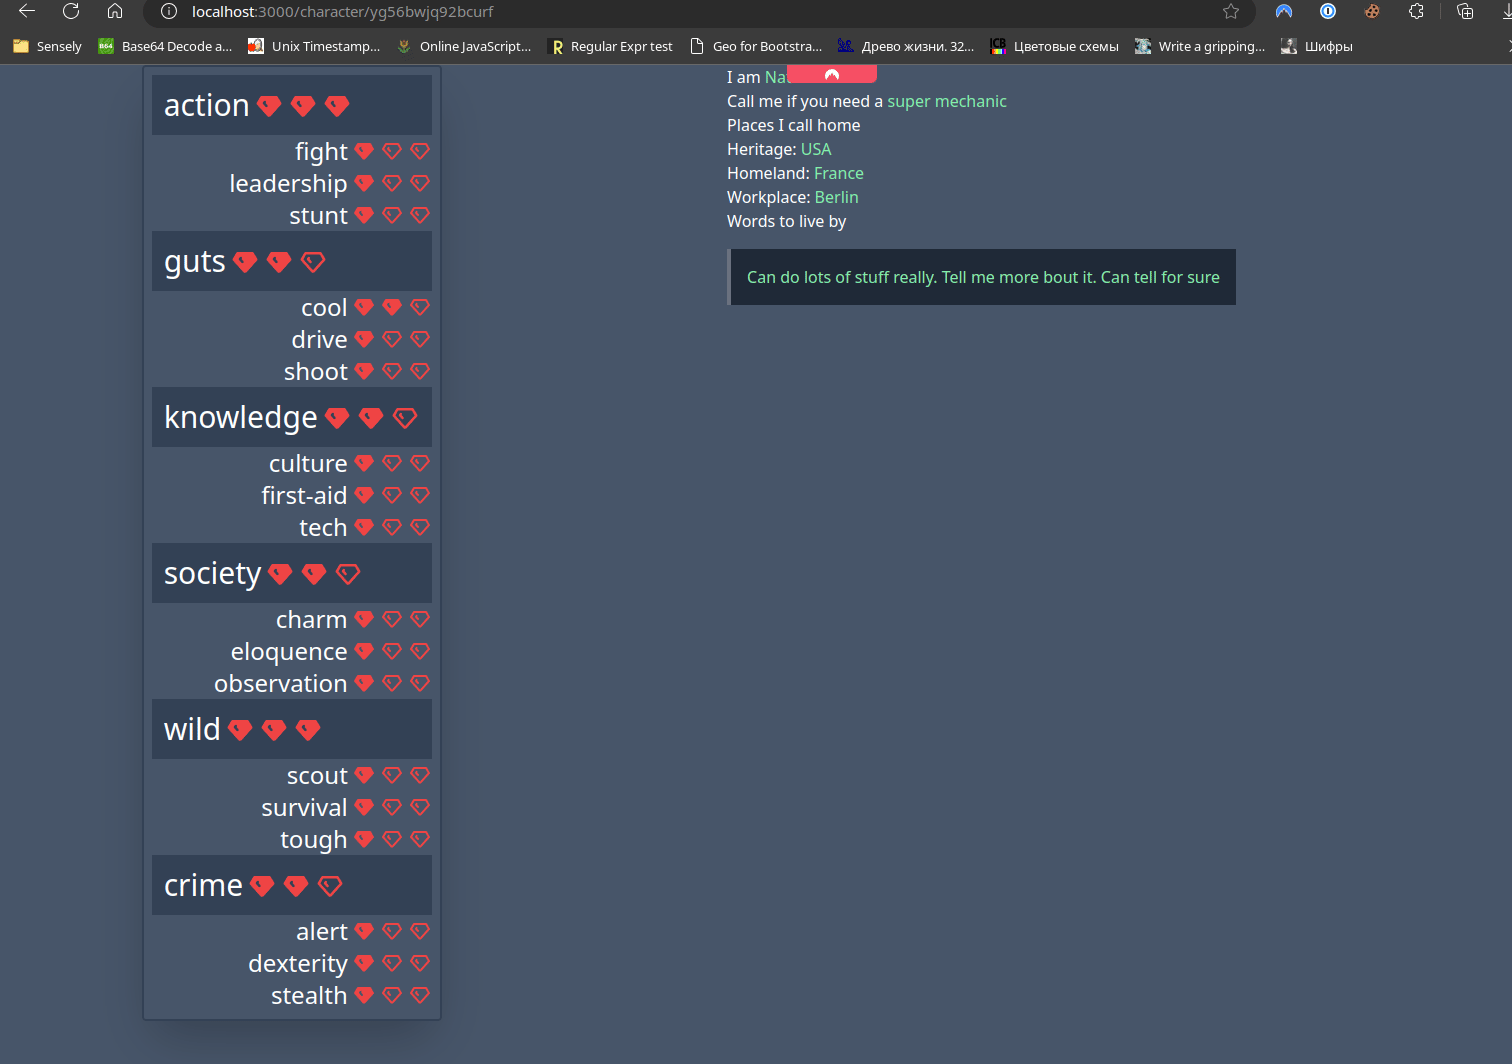 localhost:3000/character/yg56bwjq92bcurf
Sensely
Base64 Decode a...
Unix Timestamp...
Online JavaScript...
Regular Expr test
Geo for Bootstra...
Древо жизни. 32...
Цветовые схемы
Write a gripping...
Шифры
action
fight
leadership
stunt
guts
cool
drive
shoot
knowledge
culture
first-aid
tech
society
charm
eloquence
observation
wild
scout
survival
tough
crime
alert
dexterity
stealth
I am
Call me if you need a super mechanic
Places I call home
Heritage: USA
Homeland: France
Workplace: Berlin
Words to live by
Can do lots of stuff really. Tell me more bout it. Can tell for sure